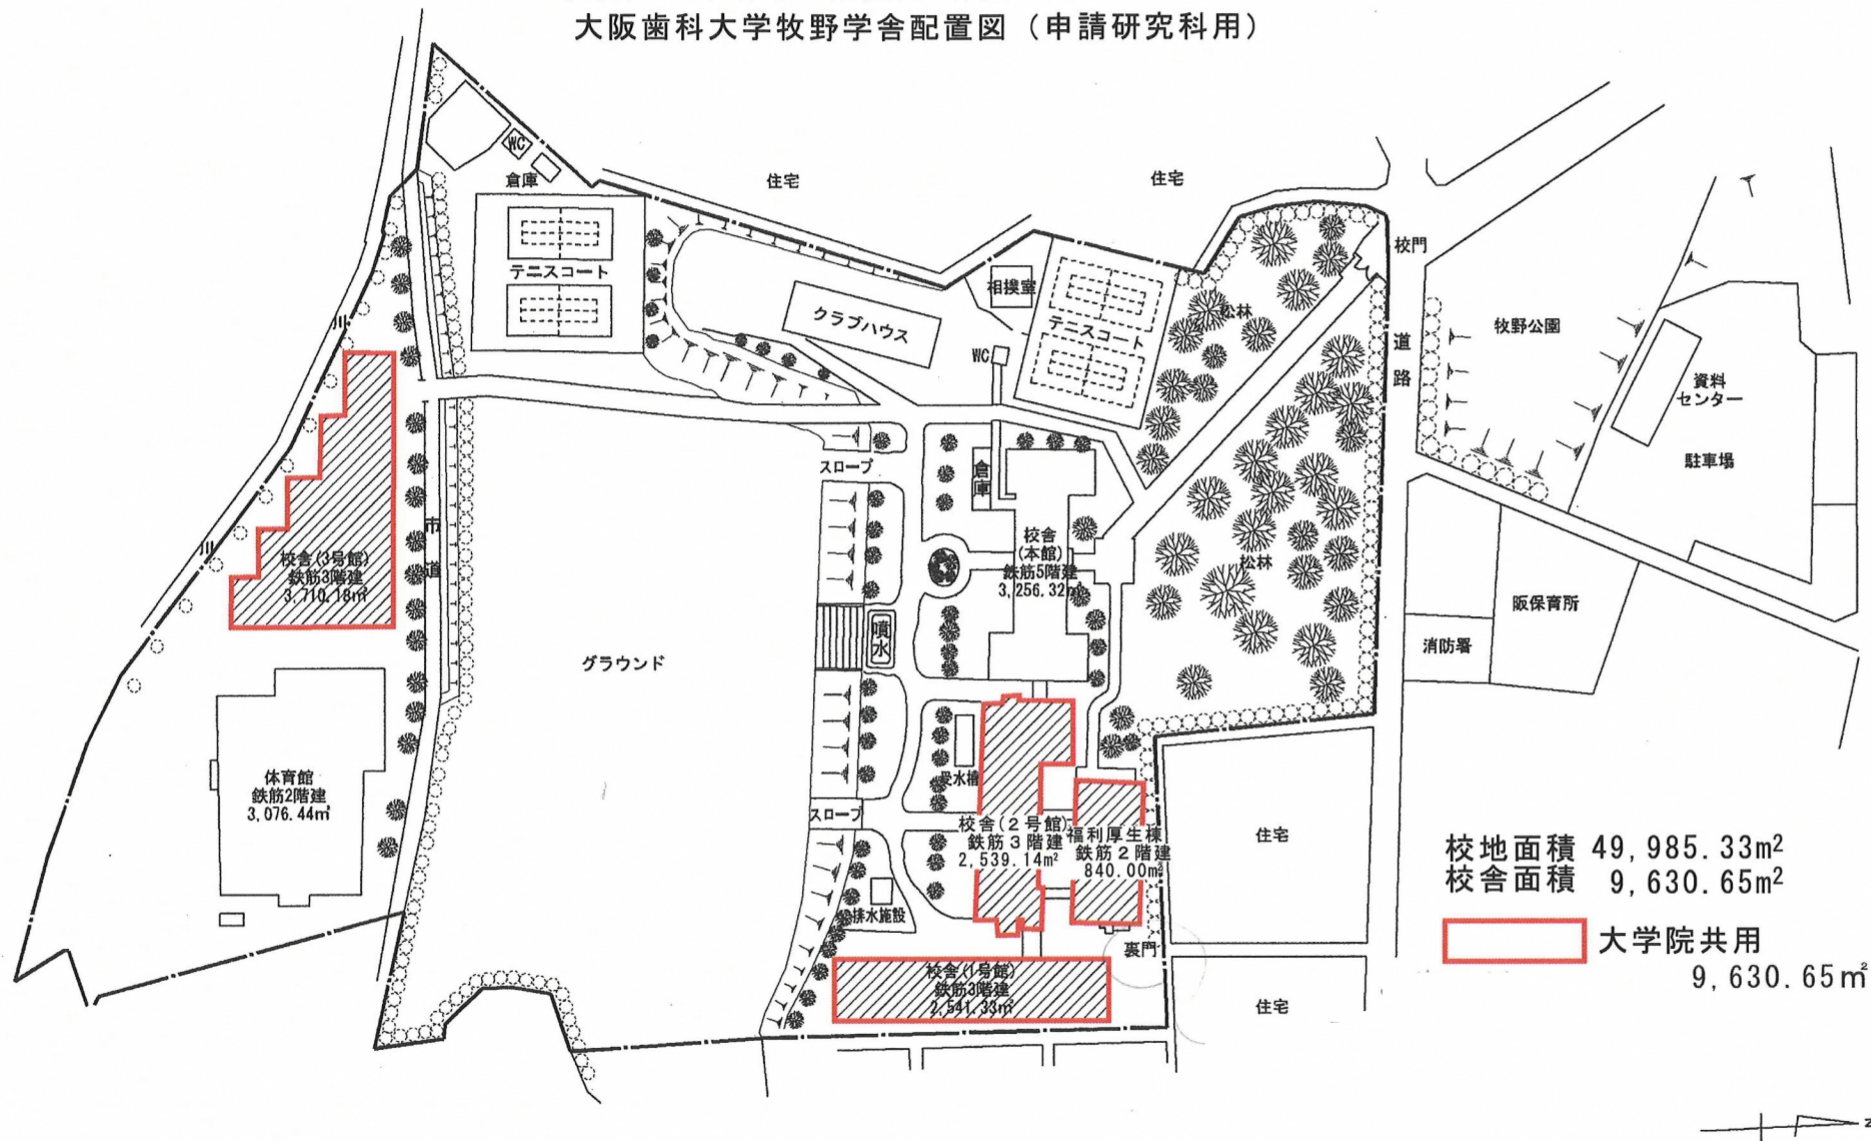 大阪歯科大学牧野学舎配置図（申請研究科用）
WC
倉庫
住宅
住宅
校門
テニスコート
相撲室
クラブハウス
テニスコート
松林
牧野公園
道路
資料
センター
川
WC
駐車場
スロープ
倉庫
市道
川
校舎(3号館)
鉄筋3階建
3,710.18㎡
校舎
(本館)
鉄筋5階建
3,256.32㎡
松林
阪保育所
消防署
噴水
グラウンド
体育館
鉄筋2階建
3,076.44㎡
受水槽
スロープ
校舎(2号館)
鉄筋3階建
2,539.14m²
福利厚生棟
鉄筋2階建
840.00㎡
住宅
排水施設
裏門
校舎(1号館)
鉄筋3階建
2,541.33㎡
住宅
校地面積 49,985.33m²
校舎面積 9,630.65m²
大学院共用
9,630.65㎡
z